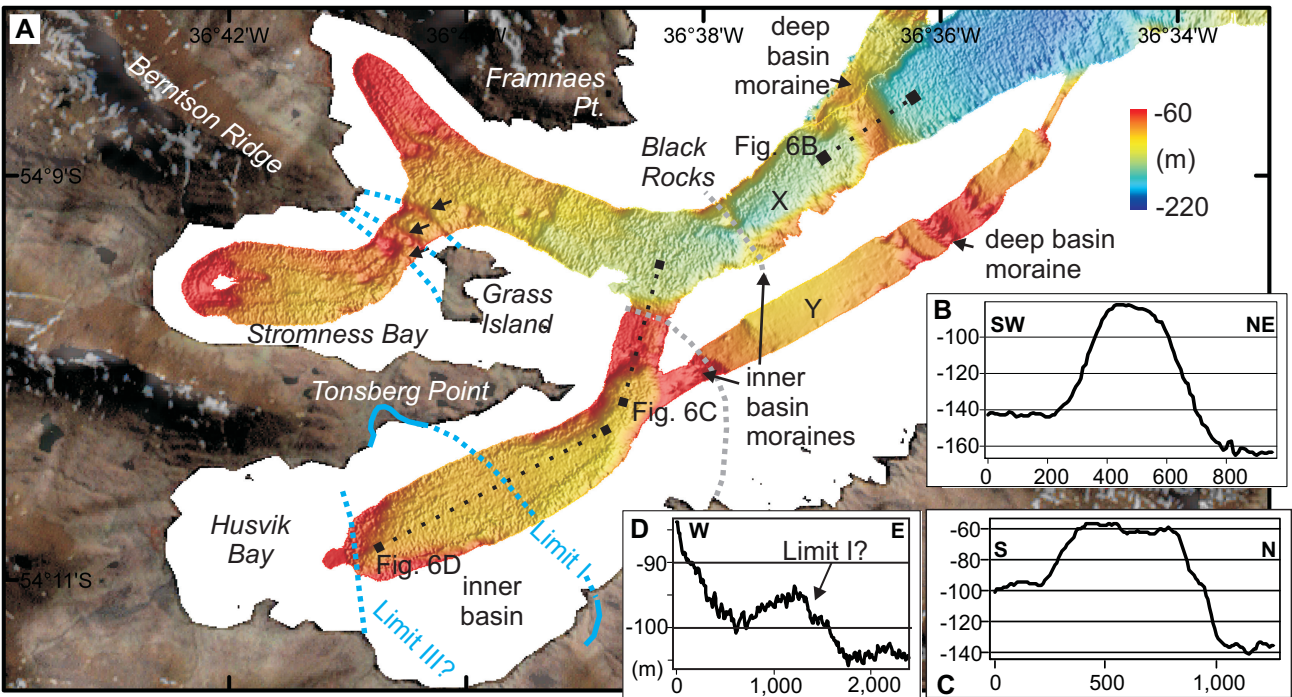 A
36°42'W
36°38'W
36°36'W
36°34'W
54°9'S
54°11'S
Berntson Ridge
Framnaes
Pt.
deep
basin
moraine
Black
Rocks
Fig. 6B
X
-60
(m)
-220
deep basin
moraine
Y
Grass
Island
Stromness Bay
Tonsberg Point
inner
basin
moraines
Fig. 6C
Husvik
Bay
Fig. 6D
inner
basin
Limit I
Limit III?
B
SW
NE
-100
-120
-140
-160
0
200
400
600
800
D
W
E
Limit I?
-90
-100
(m)
0
1,000
2,000
S
N
-60
-80
-100
-120
-140
C
0
500
1,000